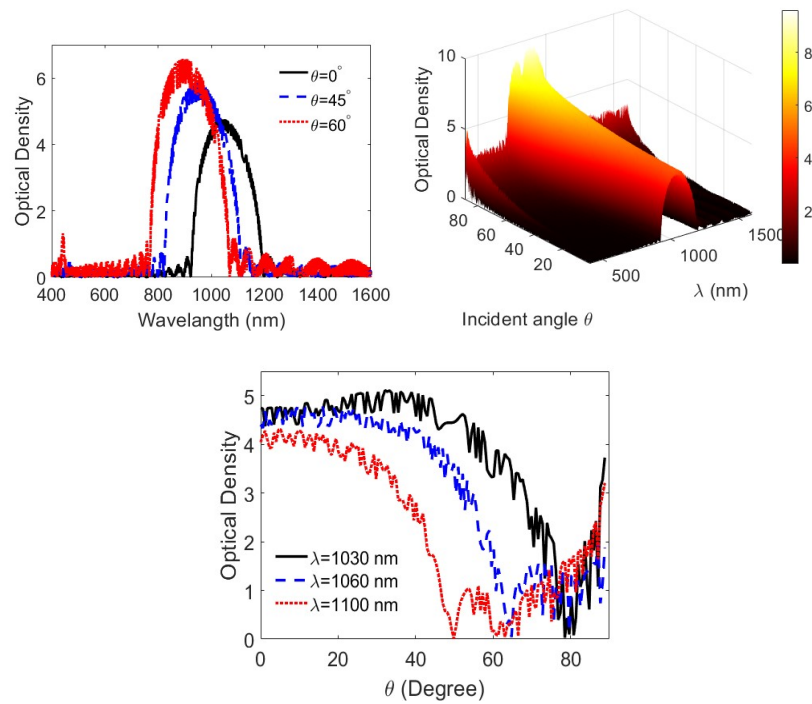 Optical Density
6
4
2
0
θ=0°
θ=45°
θ=60°
400 600 800 1000 1200 1400 1600
Wavelangth (nm)
Optical Density
10
5
0
80
60
40
20
500
1000
1500
λ (nm)
Incident angle θ
8
6
4
2
Optical Density
5
4
3
2
1
0
λ=1030 nm
λ=1060 nm
λ=1100 nm
0 20 40 60 80
θ (Degree)